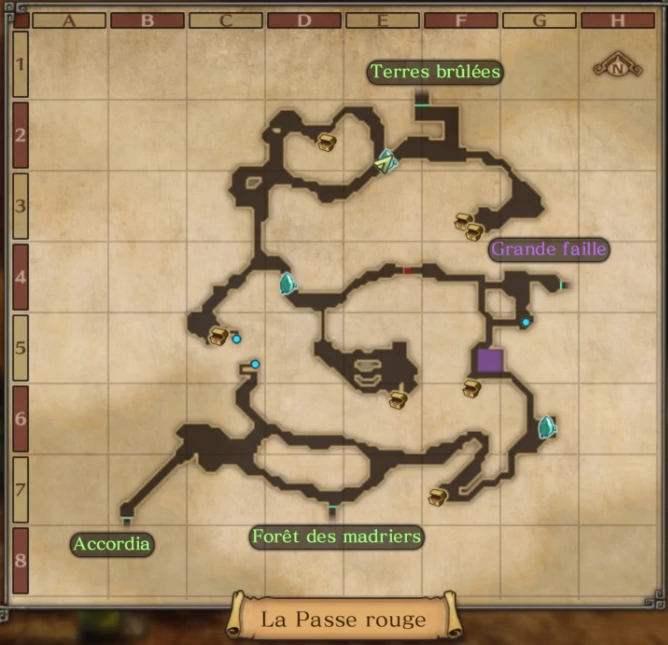 A B C D E F G H
1
N
Terres brûlées
2
3
Grande faille
4
5
6
7
Forêt des madriers
Accordia
8
La Passe rouge